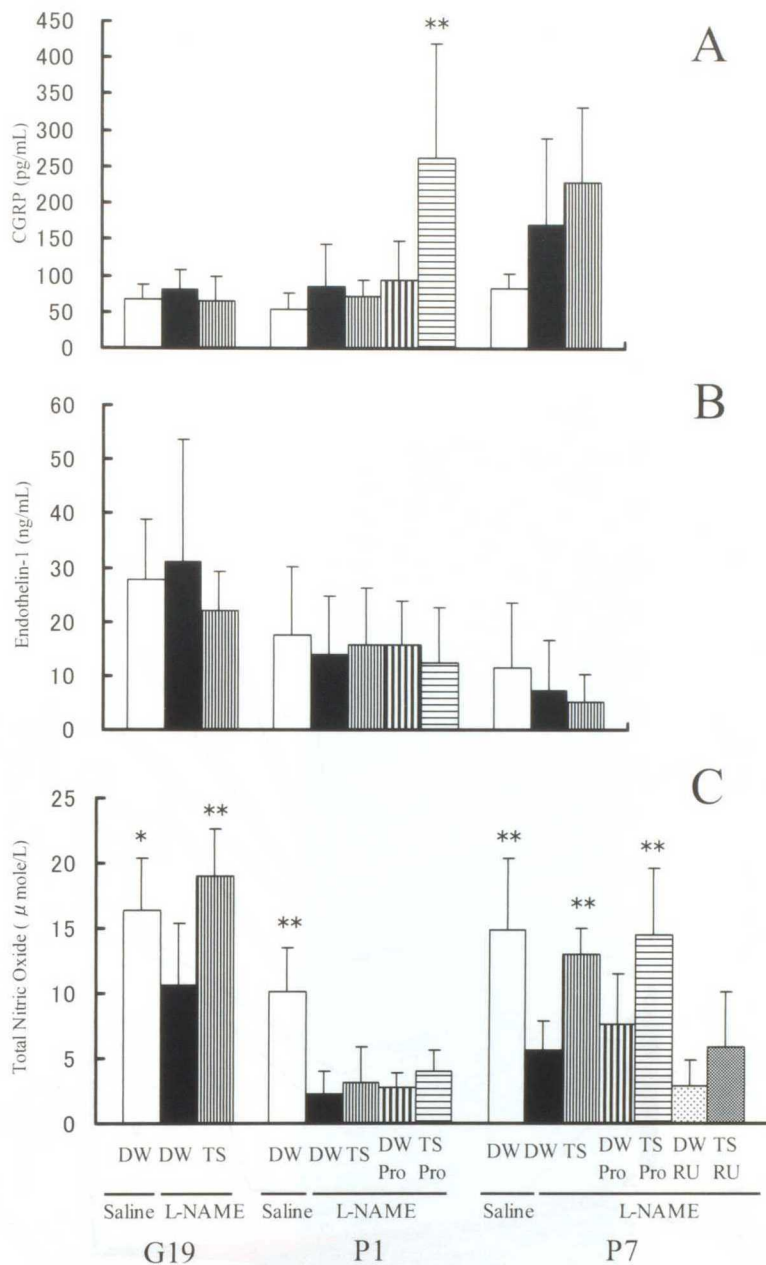 A
CGRP (pg/mL)
450
400
350
300
250
200
150
100
50
0
**
B
Endothelin-1 (ng/mL)
60
50
40
30
20
10
0
C
Total Nitric Oxide ( μ mole/L)
25
20
15
10
5
0
* ** ** ** ** **
DW DW TS DW DW TS DW Pro TS Pro DW DW TS DW Pro TS Pro DW RU TS RU
Saline L-NAME Saline L-NAME Saline L-NAME
G19 P1 P7